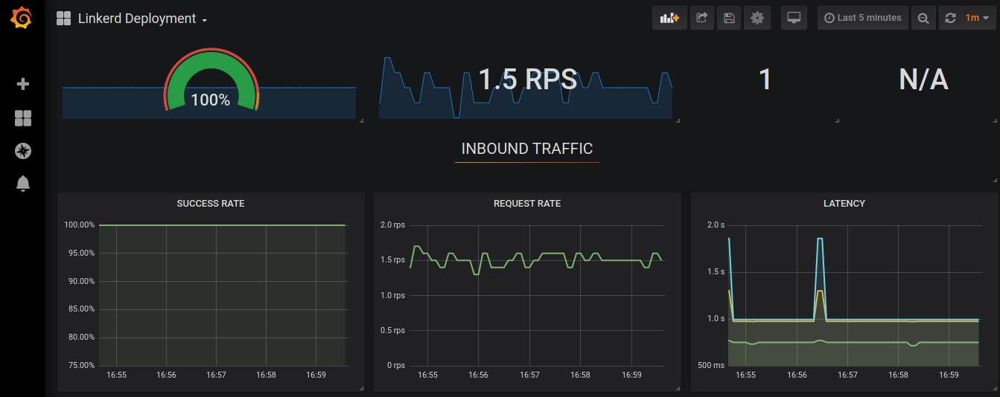 Linkerd Deployment
Last 5 minutes
1m
100%
1.5 RPS
1
N/A
INBOUND TRAFFIC
SUCCESS RATE
100.00%
95.00%
90.00%
85.00%
80.00%
75.00%
16:55 16:56 16:57 16:58 16:59
REQUEST RATE
2.0 rps
1.5 rps
1.0 rps
0.5 rps
0 rps
16:55 16:56 16:57 16:58 16:59
LATENCY
2.0 s
1.5 s
1.0 s
500 ms
16:55 16:56 16:57 16:58 16:59